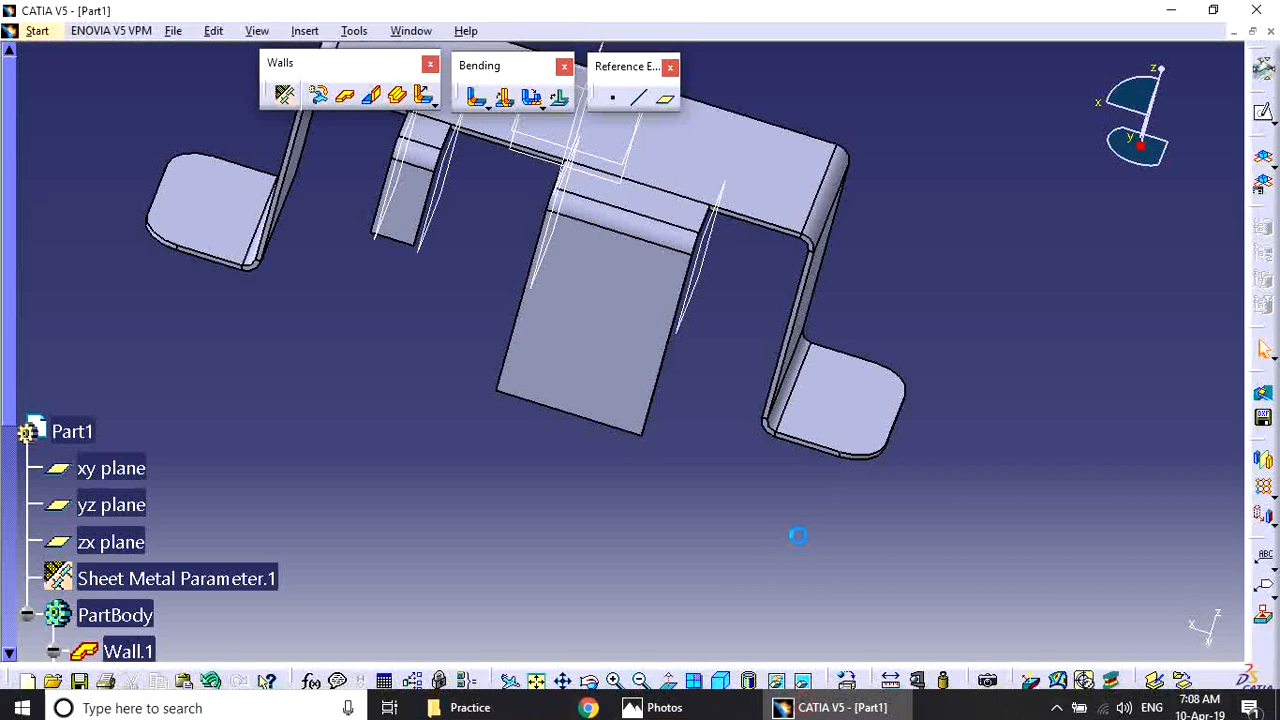 CATIA V5 - [Part1]
Start ENOVIA V5 VPM File Edit View Insert Tools Window Help
Walls
Bending
Reference E...
z
x
y
Part1
xy plane
yz plane
zx plane
Sheet Metal Parameter.1
PartBody
Wall.1
DXF
ABC
z
x
f(x)
Type here to search
Practice
Photos
CATIA V5 - [Part1]
ENG
7:08 AM
10-Apr-19